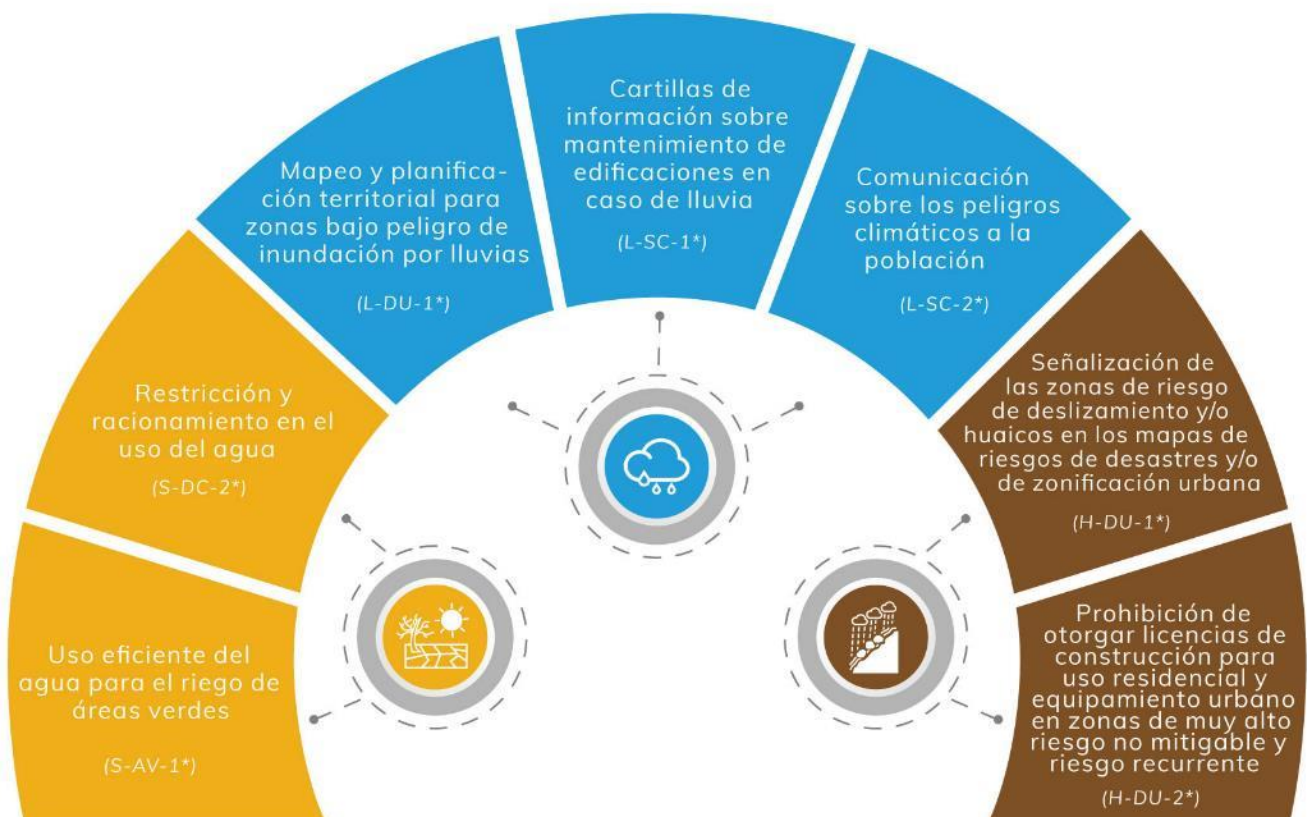 Uso eficiente del
agua para el riego de
áreas verdes
(S-AV-1*)
Restricción y
racionamiento en el
uso del agua
(S-DC-2*)
Mapeo y planifica-
ción territorial para
zonas bajo peligro de
inundación por lluvias
(L-DU-1*)
Cartillas de
información sobre
mantenimiento de
edificaciones en
caso de lluvia
(L-SC-1*)
Comunicación
sobre los peligros
climáticos a la
población
(L-SC-2*)
Señalización de
las zonas de riesgo
de deslizamiento y/o
huaicos en los mapas de
riesgos de desastres y/o
de zonificación urbana
(H-DU-1*)
Prohibición de
otorgar licencias de
construcción para
uso residencial y
equipamiento urbano
en zonas de muy alto
riesgo no mitigable y
riesgo recurrente
(H-DU-2*)